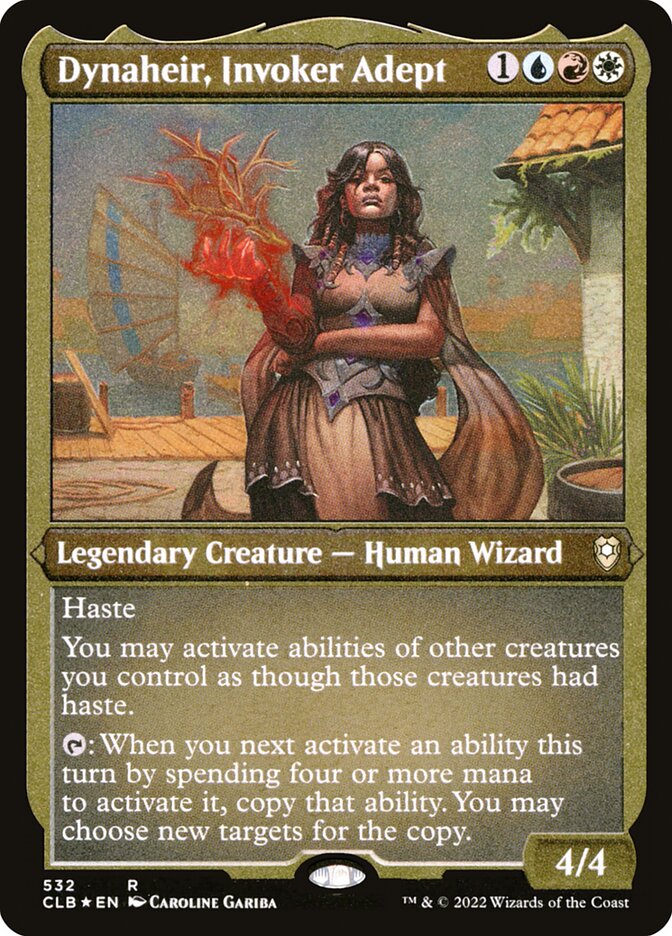 Dynaheir, Invoker Adept 1
Legendary Creature — Human Wizard
Haste
You may activate abilities of other creatures
you control as though those creatures had
haste.
: When you next activate an ability this
turn by spending four or more mana
to activate it, copy that ability. You may
choose new targets for the copy.
4/4
532 R
CLB★EN Caroline Gariba
™ & © 2022 Wizards of the Coast